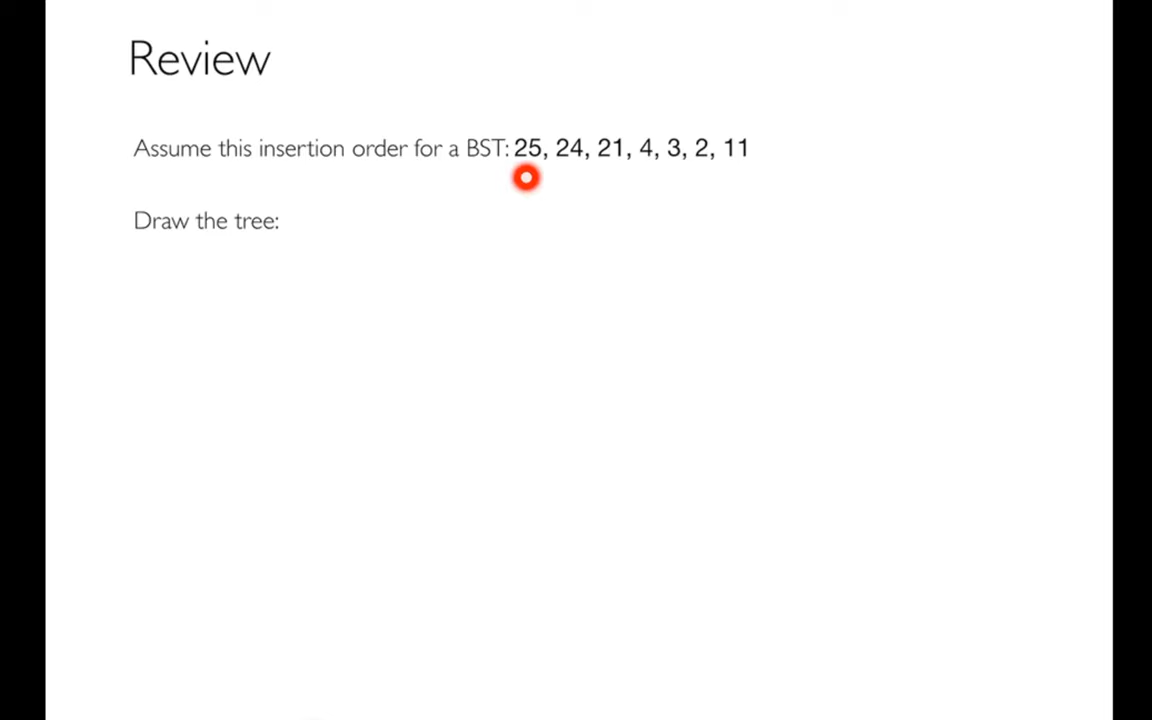 Review
Assume this insertion order for a BST: 25, 24, 21, 4, 3, 2, 11
Draw the tree: